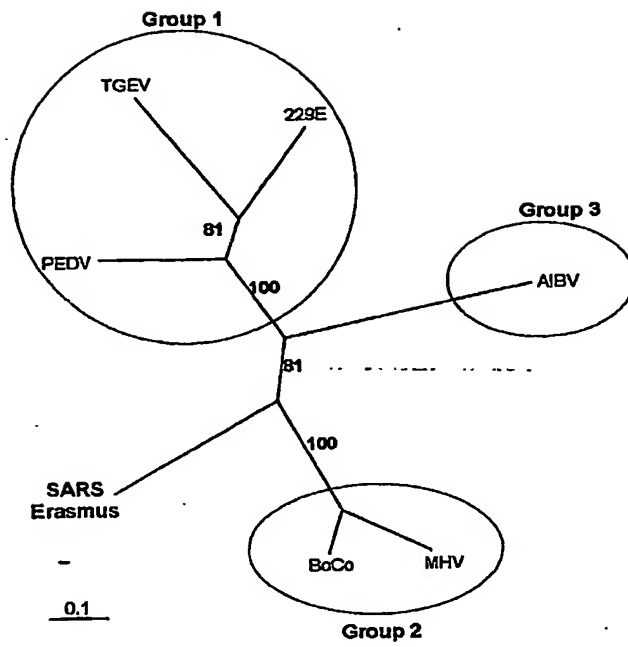 Group 1
TGEV
229E
81
Group 3
PEDV
100
AIBV
81
100
SARS
Erasmus
BoCo
MHV
0.1
Group 2